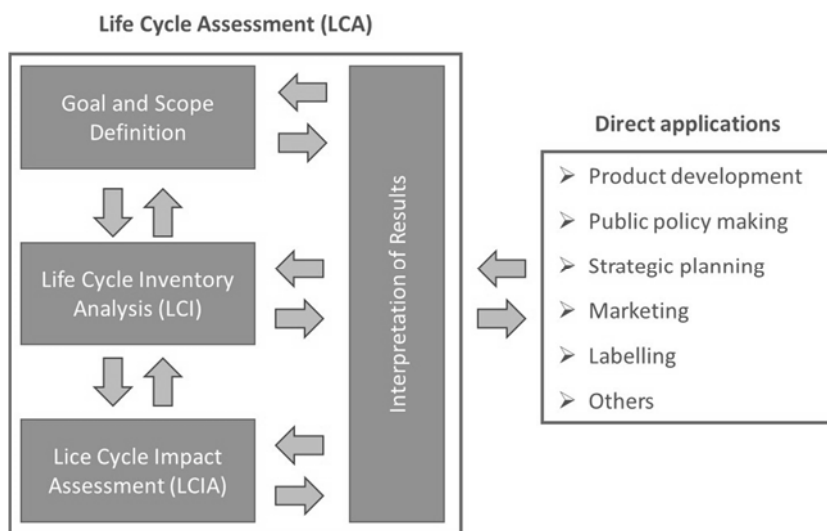 Life Cycle Assessment (LCA)
Goal and Scope
Definition
Life Cycle Inventory
Analysis (LCI)
Lice Cycle Impact
Assessment (LCIA)
Interpretation of Results
Direct applications
Product development
Public policy making
Strategic planning
Marketing
Labelling
Others